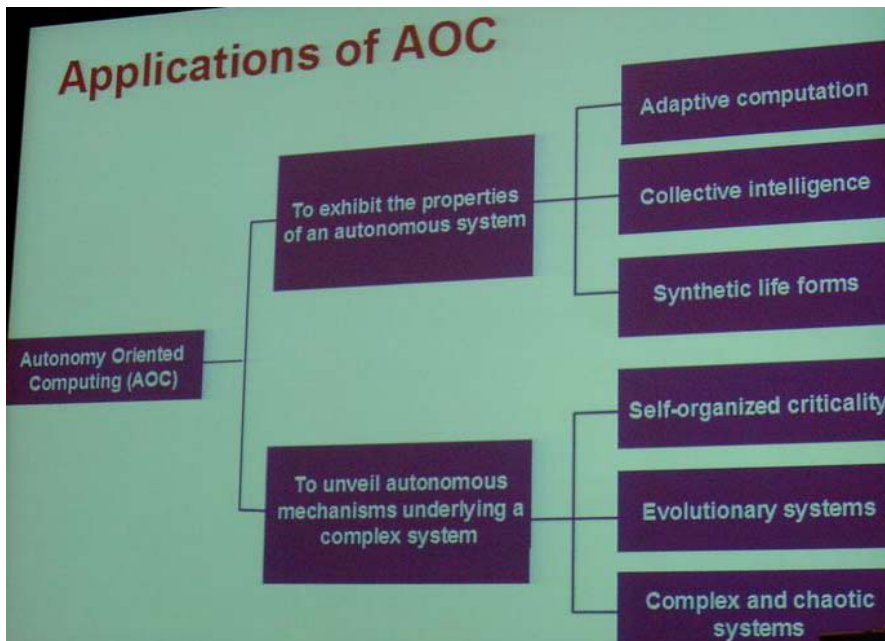 Applications of AOC
Autonomy Oriented
Computing (AOC)
To exhibit the properties
of an autonomous system
Adaptive computation
Collective intelligence
Synthetic life forms
To unveil autonomous
mechanisms underlying a
complex system
Self-organized criticality
Evolutionary systems
Complex and chaotic
systems